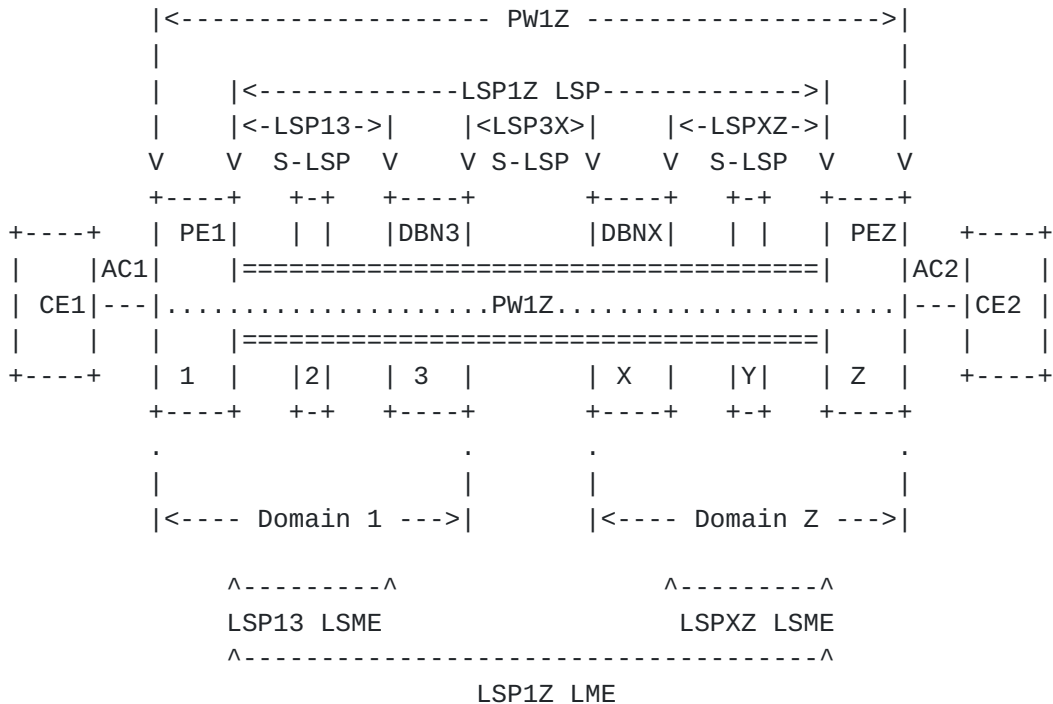 |<------------------- PW1Z ------------------->|
|                                              |
|    |<-------------LSP1Z LSP------------->|    |
|    |<-LSP13->|    |<LSP3X>|    |<-LSPXZ->|    |
V    V  S-LSP  V    V S-LSP V    V  S-LSP  V    V
+----+   +-+   +----+       +----+   +-+   +----+
+----+   | PE1|   | |   |DBN3|       |DBNX|   | |   | PEZ|   +----+
|    |AC1|    |=====================================|    |AC2|    |
| CE1|---|.....................PW1Z......................|---|CE2 |
|    |   |    |=====================================|    |   |    |
+----+   | 1  |   |2|   | 3  |       | X  |   |Y|   | Z  |   +----+
+----+   +-+   +----+       +----+   +-+   +----+
.                   .       .                   .
|                   |       |                   |
|<---- Domain 1 --->|       |<---- Domain Z --->|
^---------^                 ^---------^
LSP13 LSME                   LSPXZ LSME
^-------------------------------------^
LSP1Z LME